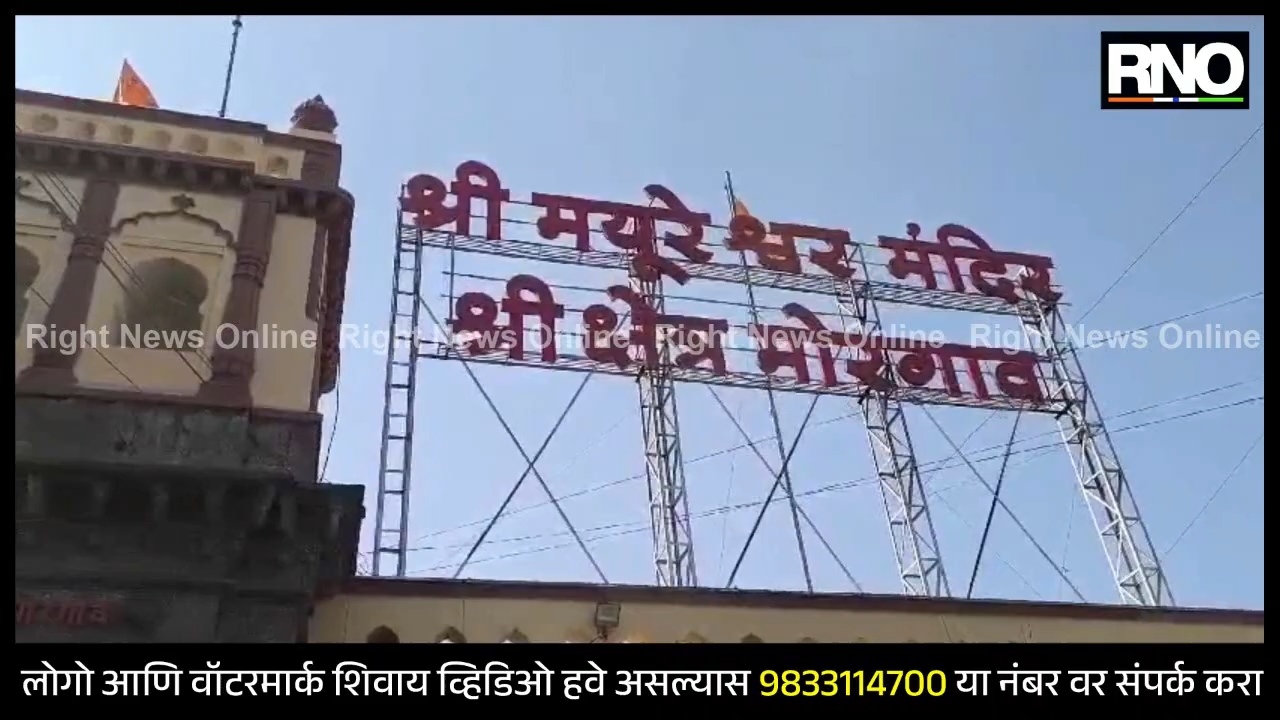 RNO
श्री मयूरेश्वर मंदिर
श्री क्षेत्र मोरगाव
Right News Online Right News Online Right News Online Right News Online
मोरगाव
लोगो आणि वॉटरमार्क शिवाय व्हिडिओ हवे असल्यास 9833114700 या नंबर वर संपर्क करा